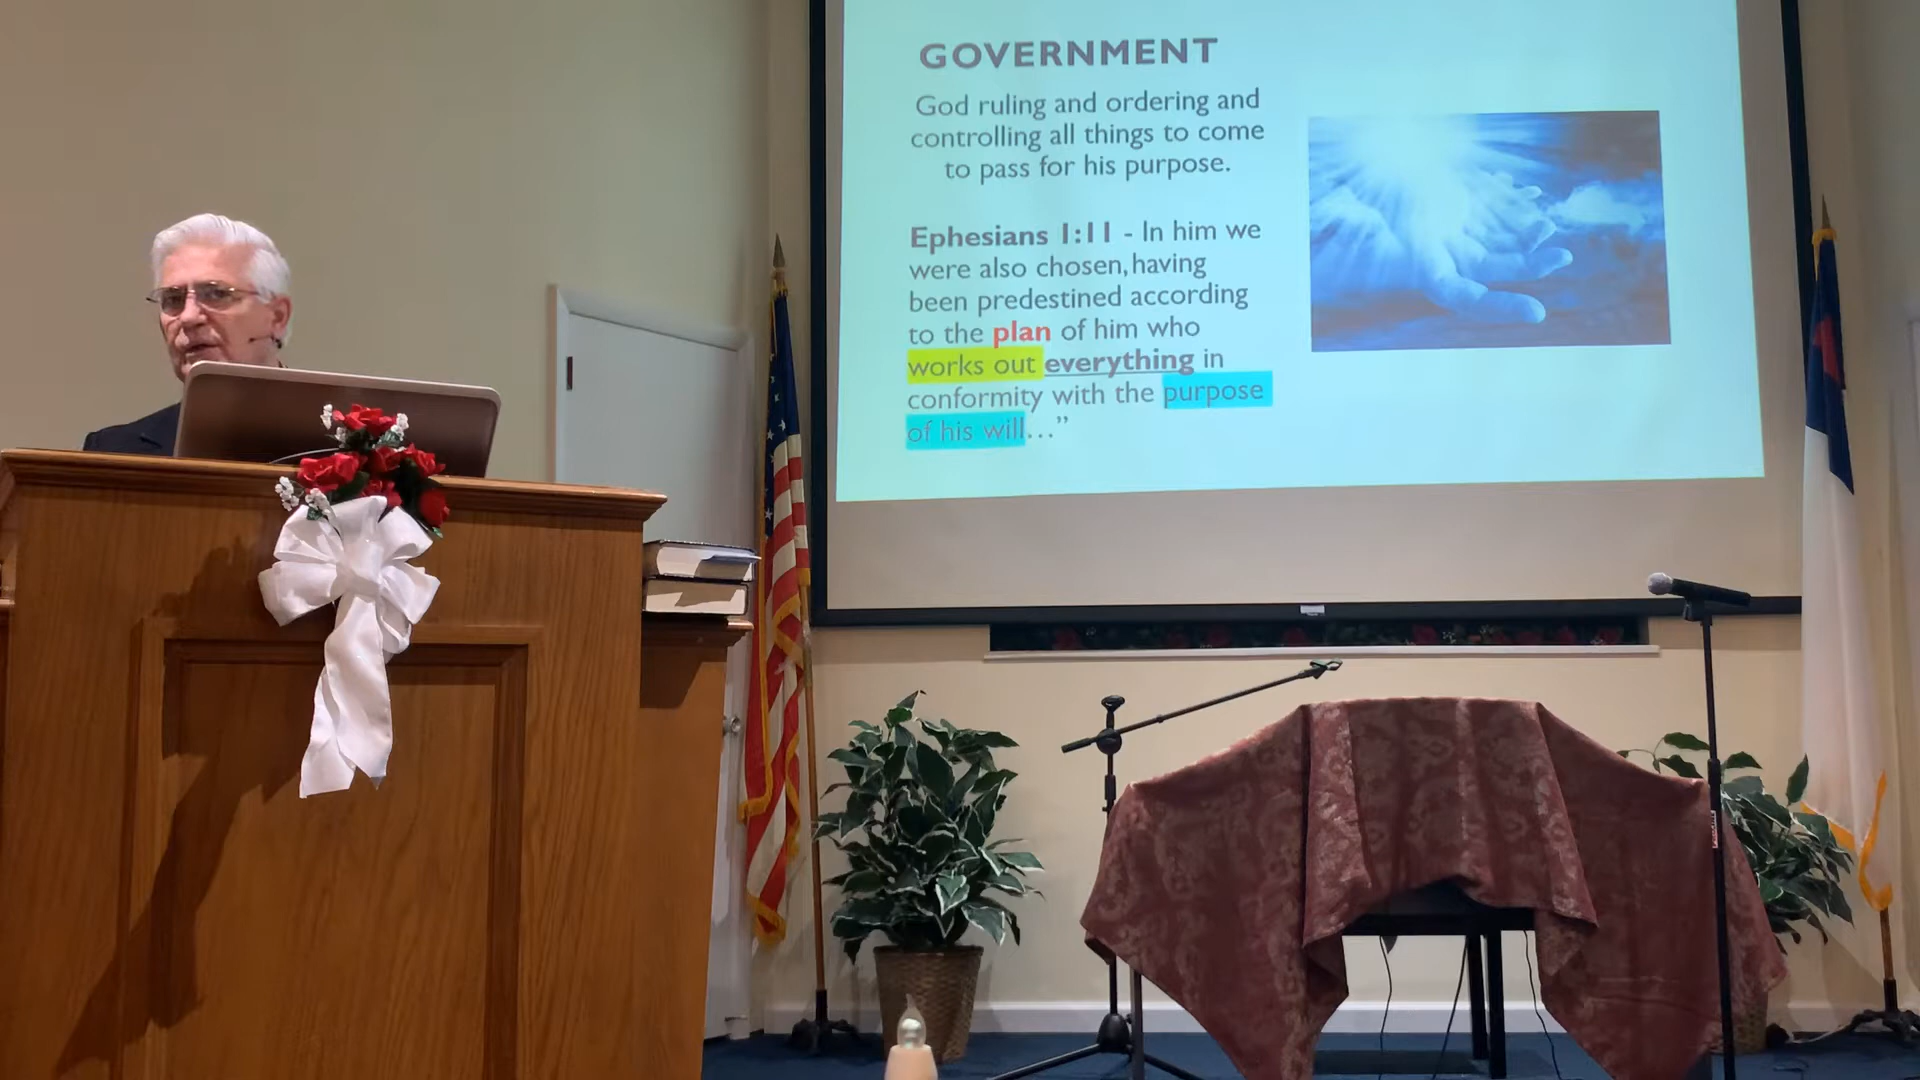 GOVERNMENT
God ruling and ordering and
controlling all things to come
to pass for his purpose.
Ephesians 1:11 - In him we
were also chosen, having
been predestined according
to the plan of him who
works out everything in
conformity with the purpose
of his will…”